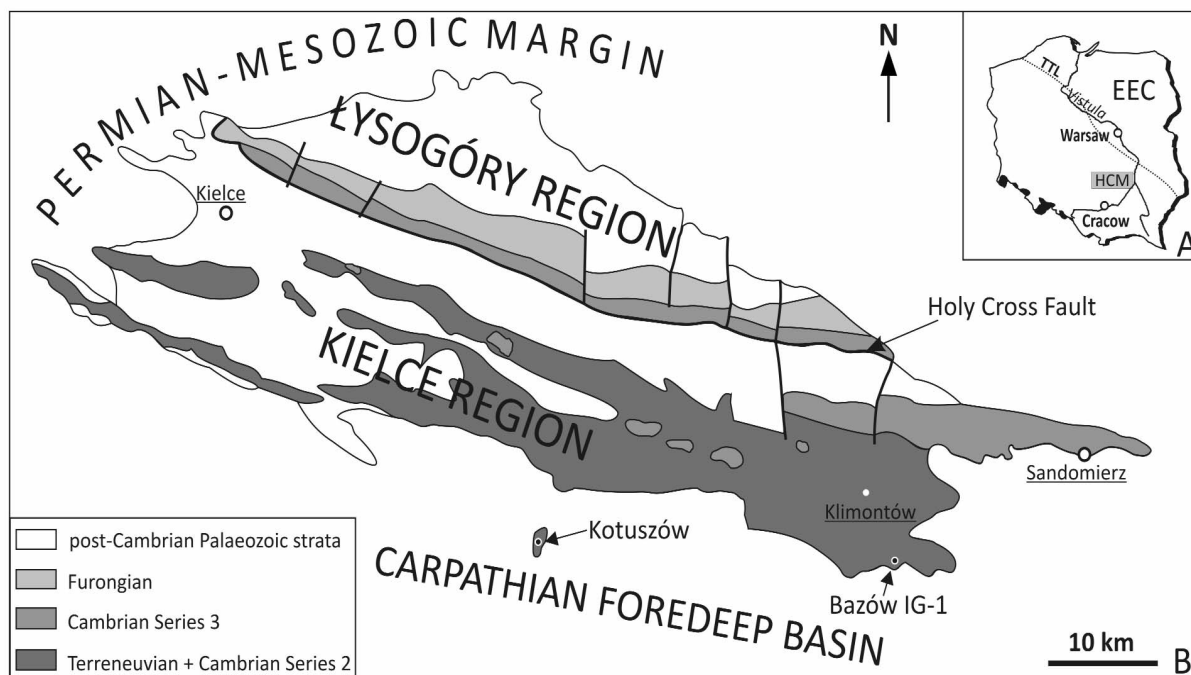 PERMIAN-MESOZOIC MARGIN
N
TTL
EEC
Vistula
Warsaw
HCM
Cracow
A
ŁYSOGÓRY REGION
Kielce
Holy Cross Fault
KIELCE REGION
Sandomierz
Klimontów
Kotuszów
CARPATHIAN FOREDEEP BASIN
Bazów IG-1
post-Cambrian Palaeozoic strata
Furongian
Cambrian Series 3
Terreneuvian + Cambrian Series 2
10 km
B